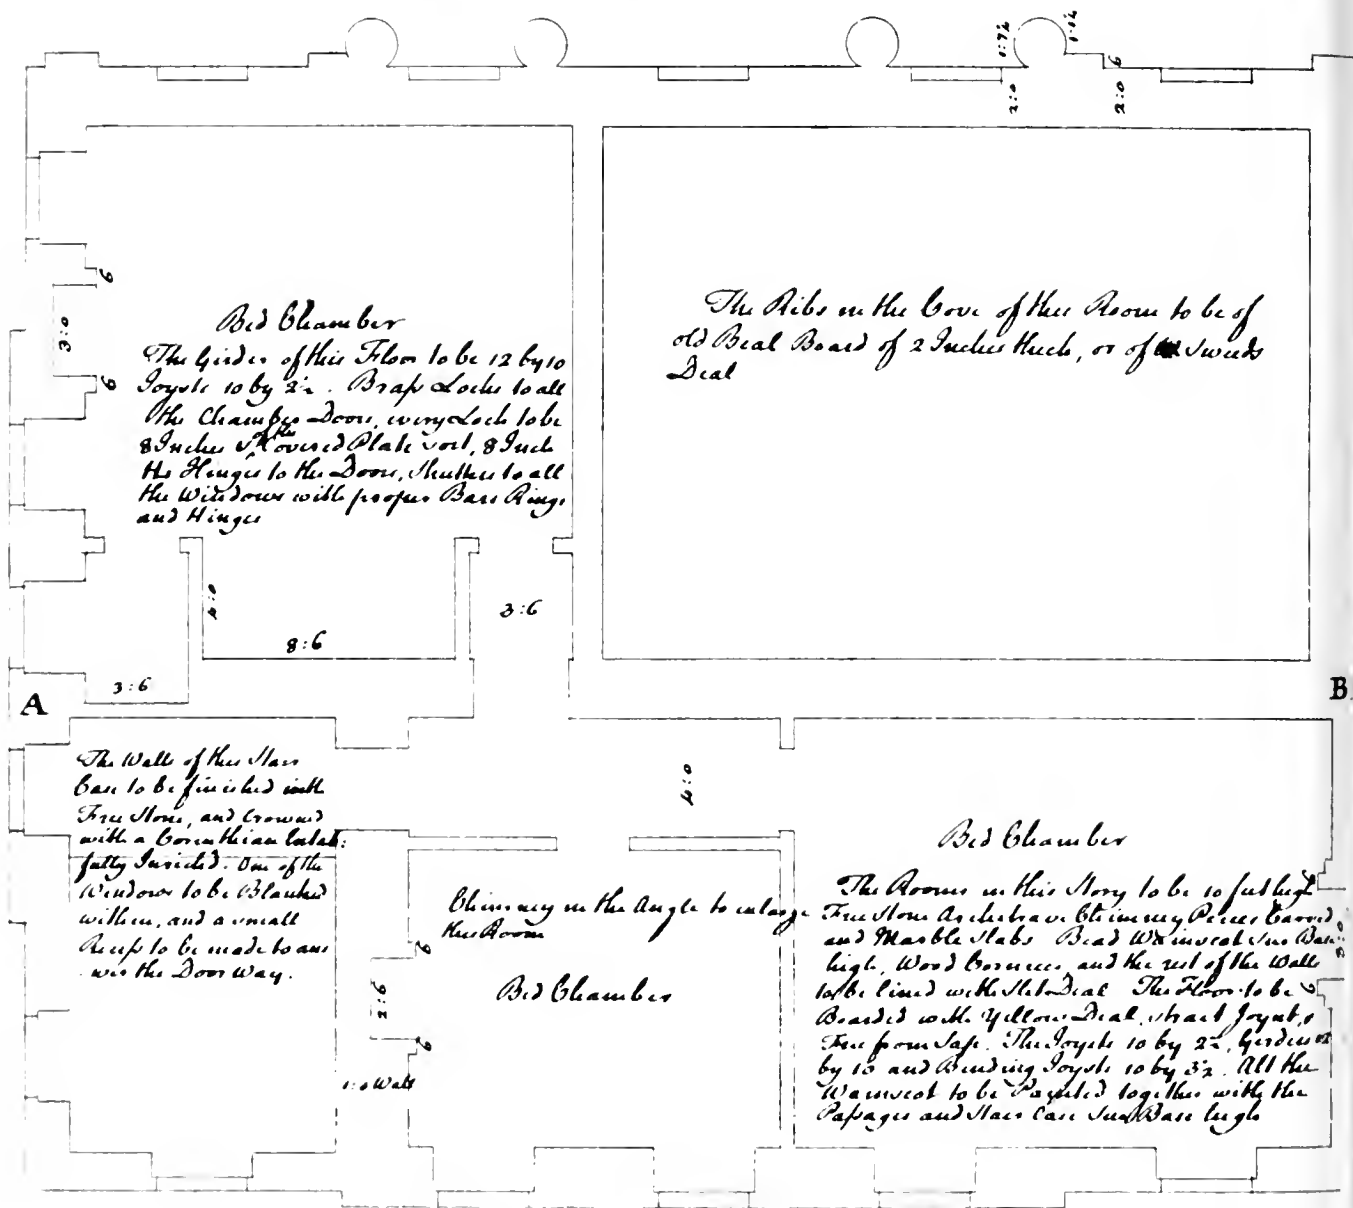 1:7½
1:1½
6
2:0
2:0
6
3:0
6
Bed Chamber
The Girder of this Floor to be 12 by 10
Joysts 10 by 2½. Brass Locks to all
the Chamber Doors, every Lock to be
8 Inches of the covered Plate sort, 8 Inch
H Hinges to the Doors, Shutters to all
the Windows with proper Bars Rings
and Hinges
The Ribs in the Cove of this Room to be of
old Deal Board of 2 Inches thick, or of Sweeds
Deal
4:0
8:6
3:6
3:6
A
B
The Walls of this Stair
Case to be finished with
Free Stone, and Crowned
with a Corinthian Entab:
fully Inriched. One of the
Windows to be Blanked
within, and a small
Recess to be made to ans
wer the Door Way.
4:0
Chimney in the Angle to enlarge
this Room
Bed Chamber
6
2:6
6
1:0 Wall
Bed Chamber
The Rooms in this Story to be 10 feet high
Free Stone Architrave Chimney Pieces Carved
and Marble Slabs Bead Wainscot Sur Base
high, Wood Cornices, and the rest of the Walls
to be lined with Slit Deal The Floor to be
Boarded with Yellow Deal, strait Joynt, &
Free from Sap. The Joysts 10 by 2½, Girders 12
by 10 and Binding Joysts 10 by 3½. All the
Wainscot to be Paynted together with the
Passages and Stair Case Sur Base high
3:0
6